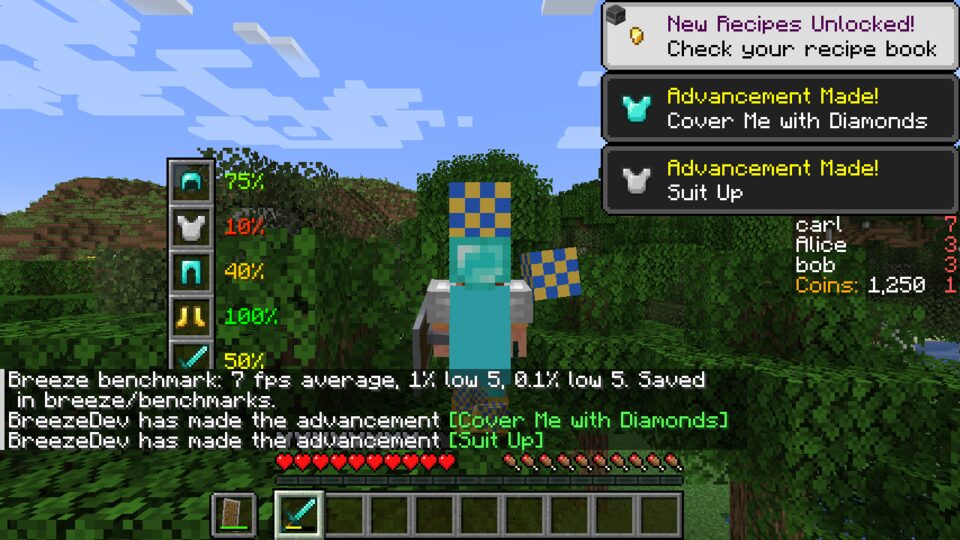 New Recipes Unlocked!
Check your recipe book
Advancement Made!
Cover Me with Diamonds
Advancement Made!
Suit Up
75%
10%
40%
100%
50%
carl 7
Alice 3
bob 3
Coins: 1,250 1
Breeze benchmark: 7 fps average, 1% low 5, 0.1% low 5. Saved
in breeze/benchmarks.
BreezeDev has made the advancement [Cover Me with Diamonds]
BreezeDev has made the advancement [Suit Up]